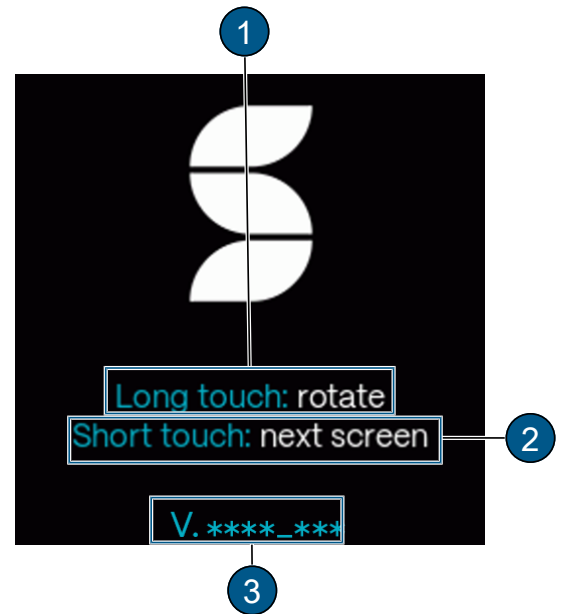 1
Long touch: rotate
Short touch: next screen
2
V. ****_***
3